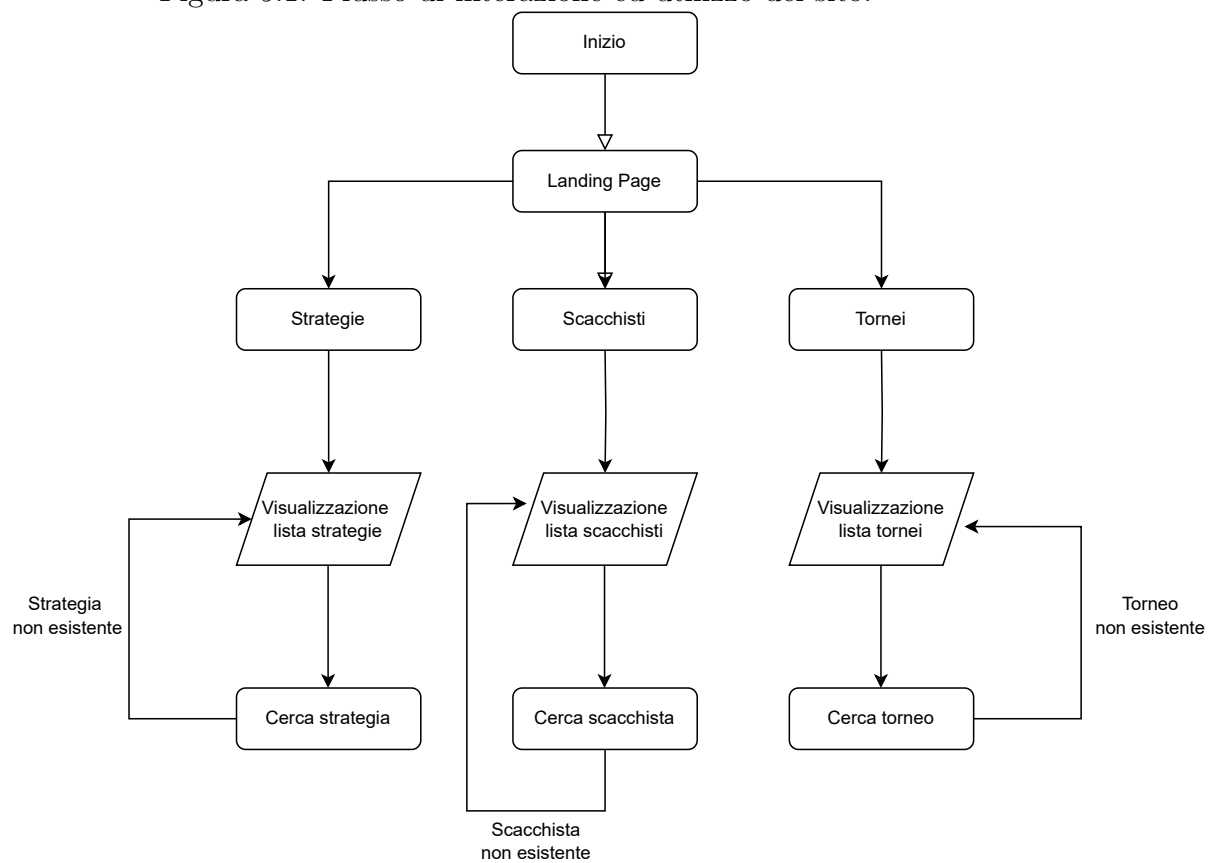 Inizio
Landing Page
Strategie
Scacchisti
Tornei
Visualizzazione
lista strategie
Visualizzazione
lista scacchisti
Visualizzazione
lista tornei
Strategia
non esistente
Torneo
non esistente
Cerca strategia
Cerca scacchista
Cerca torneo
Scacchista
non esistente